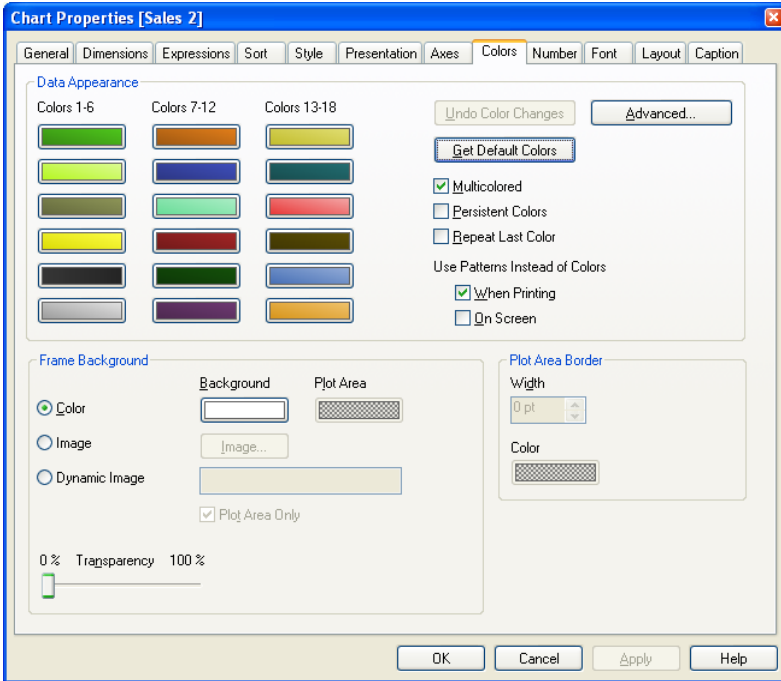 Chart Properties [Sales 2]
General Dimensions Expressions Sort Style Presentation Axes Colors Number Font Layout Caption
Data Appearance
Colors 1-6 Colors 7-12 Colors 13-18
Undo Color Changes Advanced...
Get Default Colors
Multicolored
Persistent Colors
Repeat Last Color
Use Patterns Instead of Colors
When Printing
On Screen
Frame Background
Background Plot Area
Color
Image Image...
Dynamic Image
Plot Area Only
0 % Transparency 100 %
Plot Area Border
Width
0 pt
Color
OK Cancel Apply Help